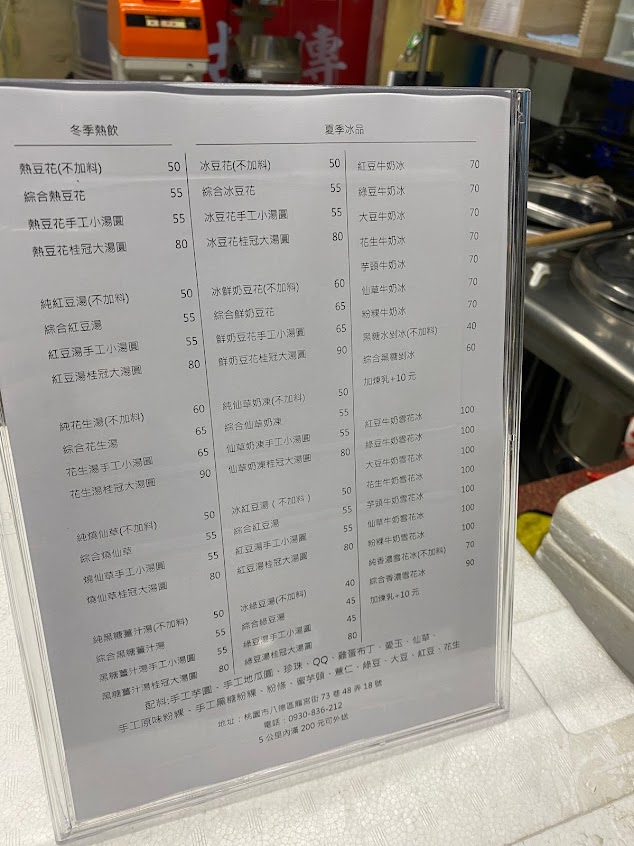 傳
冬季熱飲
熱豆花(不加料) 50
綜合熱豆花 55
熱豆花手工小湯圓 55
熱豆花桂冠大湯圓 80
純紅豆湯(不加料) 50
綜合紅豆湯 55
紅豆湯手工小湯圓 55
紅豆湯桂冠大湯圓 80
純花生湯(不加料) 60
綜合花生湯 65
花生湯手工小湯圓 65
花生湯桂冠大湯圓 90
純燒仙草(不加料) 50
綜合燒仙草 55
燒仙草手工小湯圓 55
燒仙草桂冠大湯圓 80
純黑糖薑汁湯(不加料) 50
綜合黑糖薑汁湯 55
黑糖薑汁湯手工小湯圓 55
黑糖薑汁湯桂冠大湯圓 80
夏季冰品
冰豆花(不加料) 50
綜合冰豆花 55
冰豆花手工小湯圓 55
冰豆花桂冠大湯圓 80
冰鮮奶豆花(不加料) 60
綜合鮮奶豆花 65
鮮奶豆花手工小湯圓 65
鮮奶豆花桂冠大湯圓 90
純仙草奶凍(不加料) 50
綜合仙草奶凍 55
仙草奶凍手工小湯圓 55
仙草奶凍桂冠大湯圓 80
冰紅豆湯(不加料) 50
綜合紅豆湯 55
紅豆湯手工小湯圓 55
紅豆湯桂冠大湯圓 80
冰綠豆湯(不加料) 40
綜合綠豆湯 45
綠豆湯手工小湯圓 45
綠豆湯桂冠大湯圓 80
紅豆牛奶冰 70
綠豆牛奶冰 70
大豆牛奶冰 70
花生牛奶冰 70
芋頭牛奶冰 70
仙草牛奶冰 70
粉粿牛奶冰 70
黑糖水剉冰(不加料) 40
綜合黑糖剉冰 60
加煉乳+10 元
紅豆牛奶雪花冰 100
綠豆牛奶雪花冰 100
大豆牛奶雪花冰 100
花生牛奶雪花冰 100
芋頭牛奶雪花冰 100
仙草牛奶雪花冰 100
粉粿牛奶雪花冰 100
純香濃雪花冰(不加料) 70
綜合香濃雪花冰 90
加煉乳+10 元
配料:手工芋圓、手工地瓜圓、珍珠、QQ、雞蛋布丁、愛玉、仙草、
手工原味粉粿、手工黑糖粉粿、粉條、蜜芋頭、薏仁、綠豆、大豆、紅豆、花生
地址:桃園市八德區廳宮街 73 巷 48 弄 18 號
電話:0930-836-212
5 公里內滿 200 元可外送